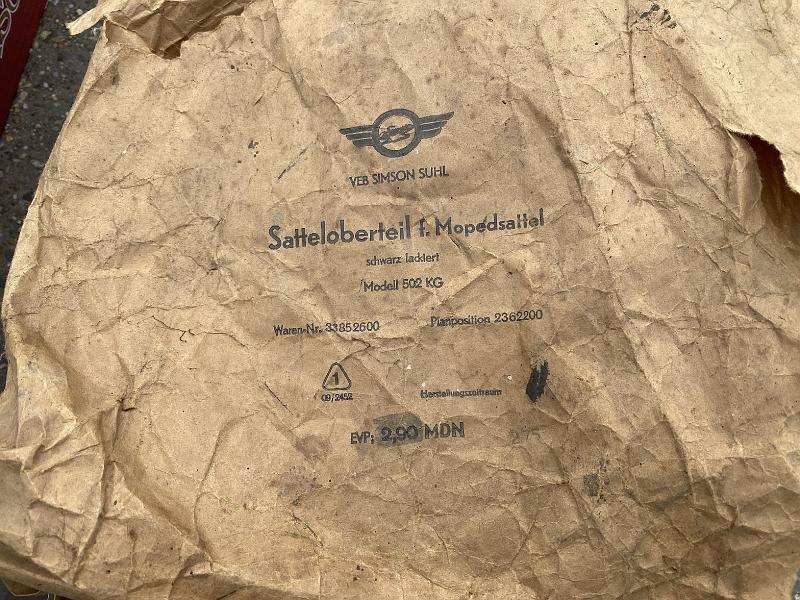 VEB SIMSON SUHL
Satteloberteil f. Mopedsattel
schwarz lackiert
Modell 502 KG
Waren-Nr. 33852600 Planposition 2362200
1
09/2452 Herstellungszeitraum
EVP: 2,90 MDN